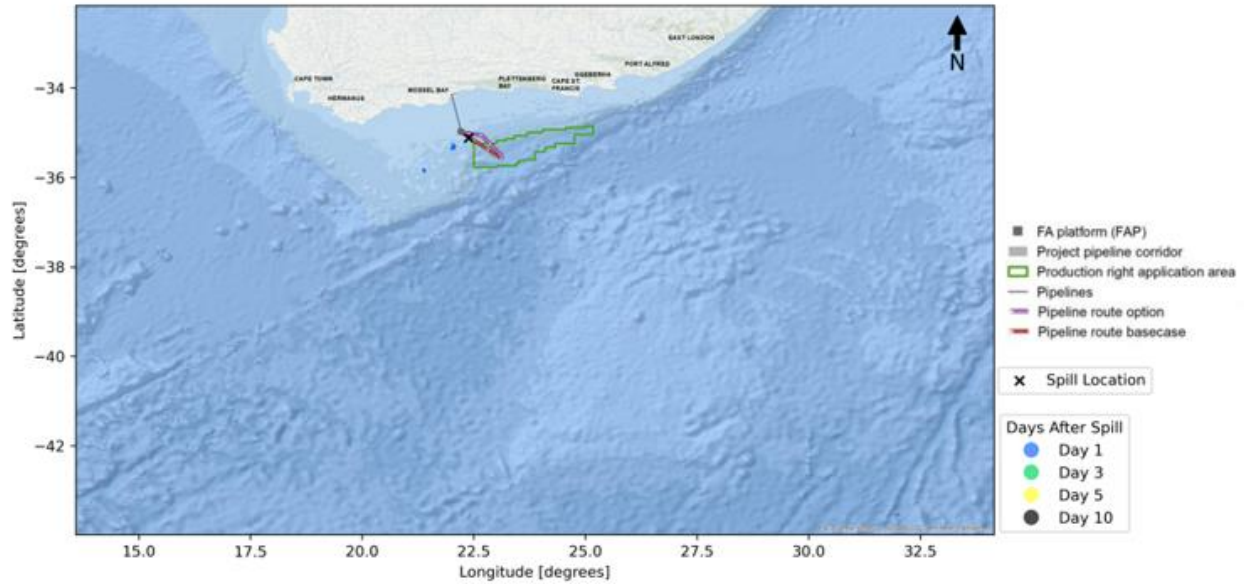 EAST LONDON
N
PORT ALFRED
CAPE TOWN
PLETTENBERG
BAY
CAPE ST.
FRANCIS
GQEBERHA
MOSSEL BAY
HERMANUS
−34
−36
−38
−40
−42
Latitude [degrees]
15.0 17.5 20.0 22.5 25.0 27.5 30.0 32.5
Longitude [degrees]
FA platform (FAP)
Project pipeline corridor
Production right application area
Pipelines
Pipeline route option
Pipeline route basecase
Spill Location
Days After Spill
Day 1
Day 3
Day 5
Day 10